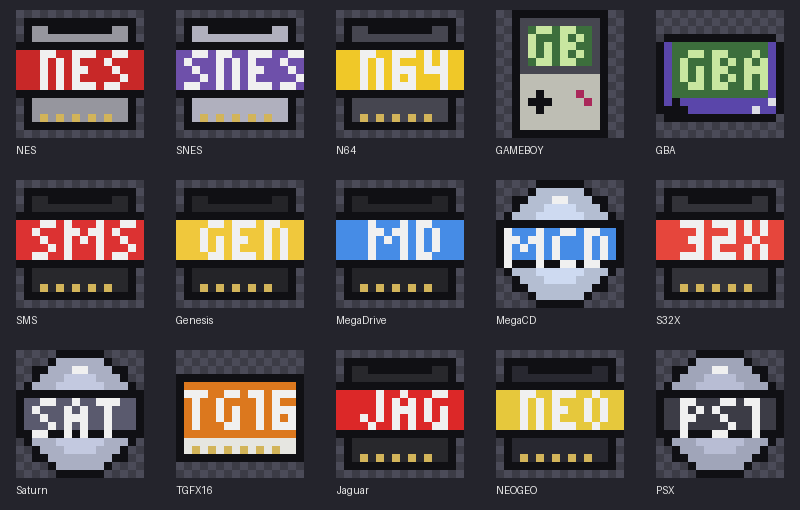 NES SNES N64 GB GBA
NES SNES N64 GAMEBOY GBA
SMS GEN MD MCD 32X
SMS Genesis MegaDrive MegaCD S32X
SAT TG16 JAG NEO PS1
Saturn TGFX16 Jaguar NEOGEO PSX